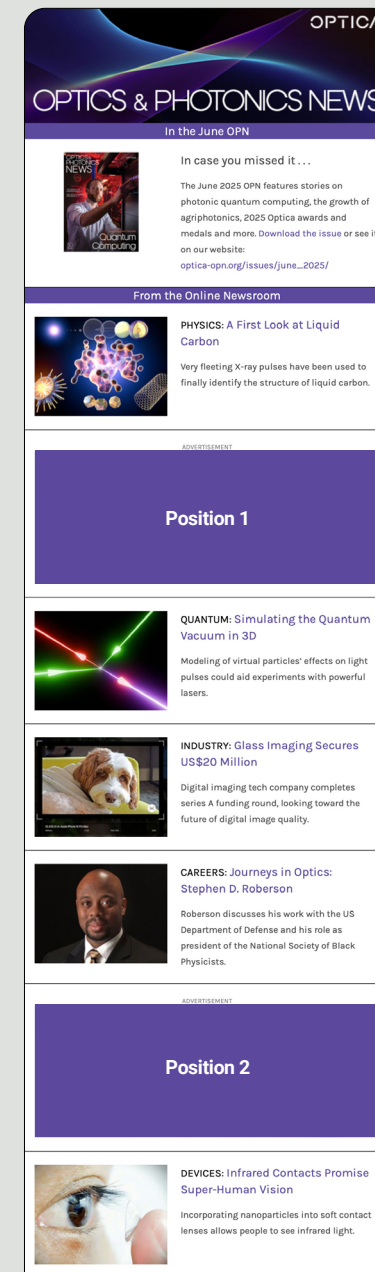 OPTICA
OPTICS & PHOTONICS NEWS
In the June OPN
OPTICS & PHOTONICS NEWS
Quantum
Computing
In case you missed it . . .
The June 2025 OPN features stories on
photonic quantum computing, the growth of
agriphotonics, 2025 Optica awards and
medals and more. Download the issue or see it
on our website:
optica-opn.org/issues/june_2025/
From the Online Newsroom
PHYSICS: A First Look at Liquid
Carbon
Very fleeting X-ray pulses have been used to
finally identify the structure of liquid carbon.
ADVERTISEMENT
Position 1
QUANTUM: Simulating the Quantum
Vacuum in 3D
Modeling of virtual particles’ effects on light
pulses could aid experiments with powerful
lasers.
INDUSTRY: Glass Imaging Secures
US$20 Million
Digital imaging tech company completes
series A funding round, looking toward the
future of digital image quality.
CAREERS: Journeys in Optics:
Stephen D. Roberson
Roberson discusses his work with the US
Department of Defense and his role as
president of the National Society of Black
Physicists.
ADVERTISEMENT
Position 2
DEVICES: Infrared Contacts Promise
Super-Human Vision
Incorporating nanoparticles into soft contact
lenses allows people to see infrared light.